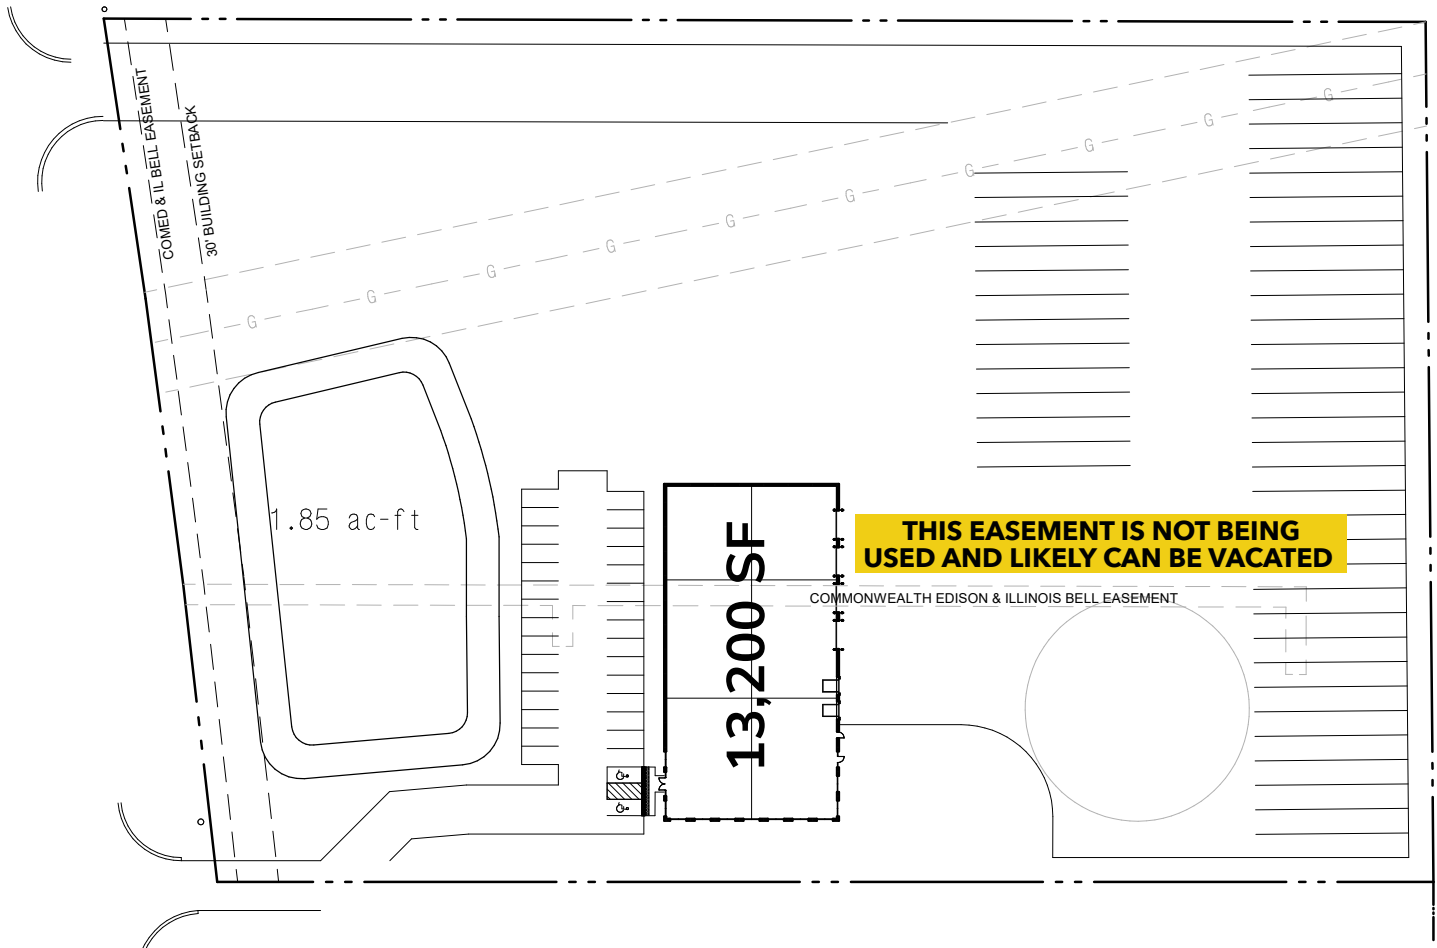 COMED & IL BELL EASEMENT
30' BUILDING SETBACK
G
G
G
G
G
G
G
G
G
G
1.85 ac-ft
13,200 SF
THIS EASEMENT IS NOT BEING
USED AND LIKELY CAN BE VACATED
COMMONWEALTH EDISON & ILLINOIS BELL EASEMENT